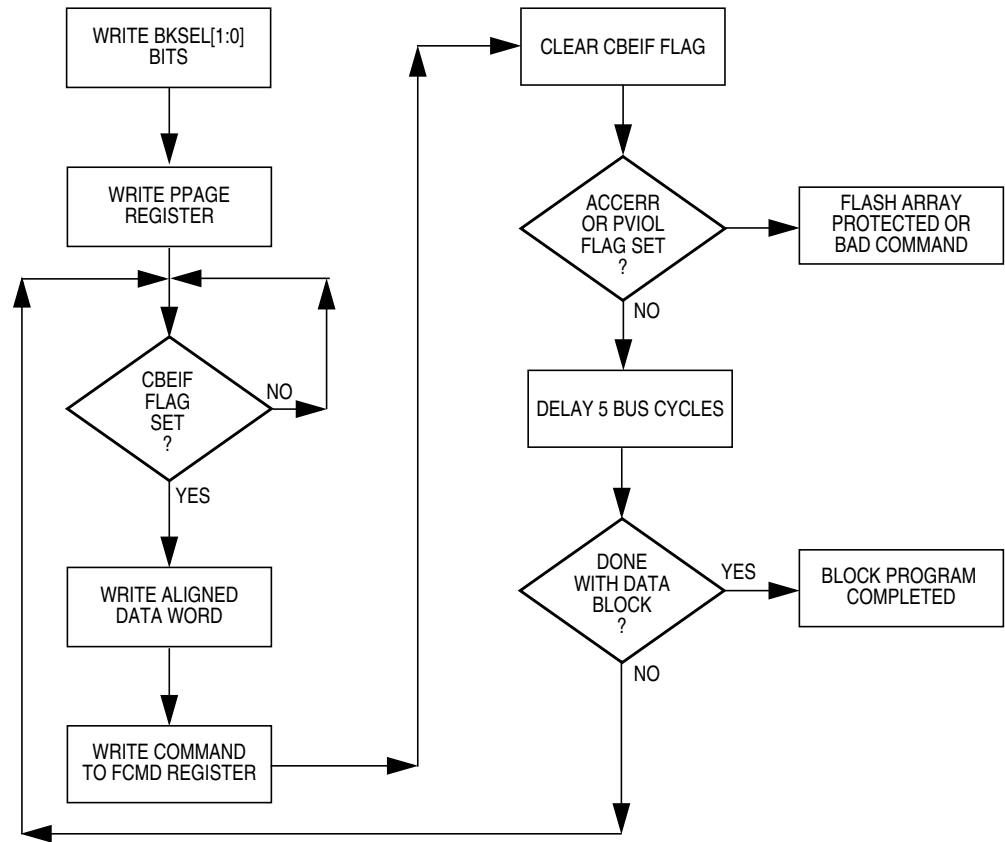 WRITE BKSEL[1:0]
BITS
WRITE PPAGE
REGISTER
CBEIF
FLAG
SET
?
NO
YES
WRITE ALIGNED
DATA WORD
WRITE COMMAND
TO FCMD REGISTER
CLEAR CBEIF FLAG
ACCERR
OR PVIOL
FLAG SET
?
FLASH ARRAY
PROTECTED OR
BAD COMMAND
NO
DELAY 5 BUS CYCLES
DONE
WITH DATA
BLOCK
?
YES
BLOCK PROGRAM
COMPLETED
NO